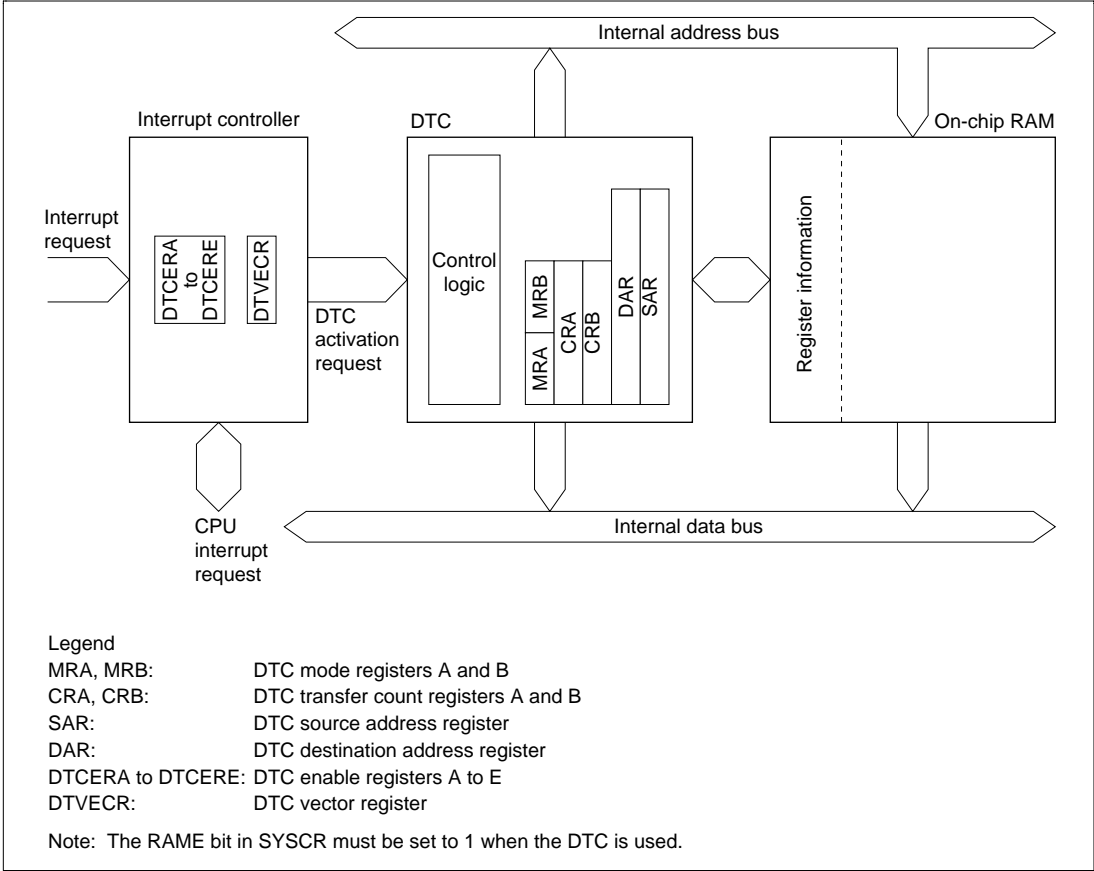 Internal address bus
Interrupt controller
DTC
On-chip RAM
Interrupt
request
DTCERA
to
DTCERE
DTVECR
DTC
activation
request
Control
logic
MRA
MRB
CRA
CRB
DAR
SAR
Register information
CPU
interrupt
request
Internal data bus
Legend
MRA, MRB: DTC mode registers A and B
CRA, CRB: DTC transfer count registers A and B
SAR: DTC source address register
DAR: DTC destination address register
DTCERA to DTCERE: DTC enable registers A to E
DTVECR: DTC vector register
Note: The RAME bit in SYSCR must be set to 1 when the DTC is used.